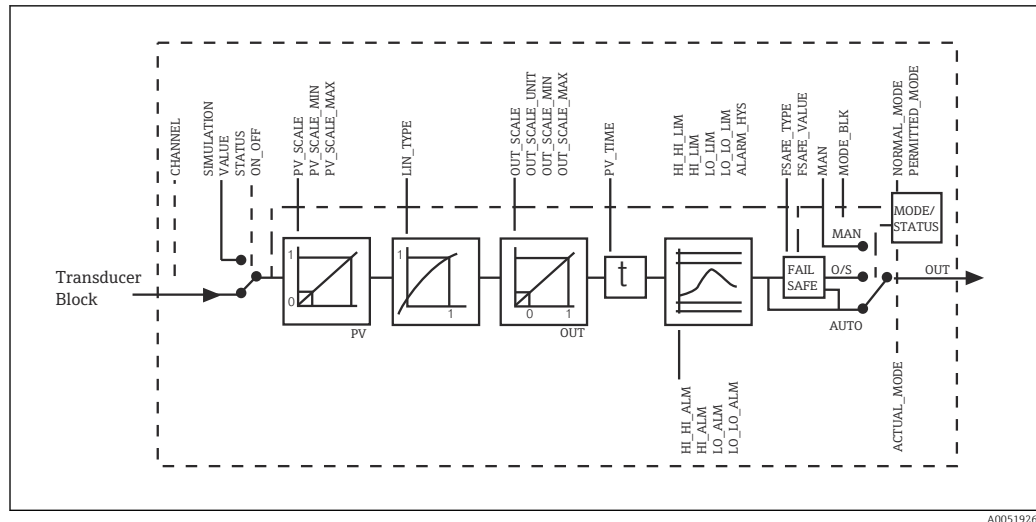 CHANNEL
SIMULATION
VALUE
STATUS
ON_OFF
PV_SCALE
PV_SCALE_MIN
PV_SCALE_MAX
LIN_TYPE
OUT_SCALE
OUT_SCALE_UNIT
OUT_SCALE_MIN
OUT_SCALE_MAX
PV_TIME
HI_HI_LIM
HI_LIM
LO_LIM
LO_LO_LIM
ALARM_HYS
FSAFE_TYPE
FSAFE_VALUE
MAN
MODE_BLK
NORMAL_MODE
PERMITTED_MODE
MODE/
STATUS
MAN
Transducer
Block
1
0
PV
1
1
1
0
1
OUT
t
FAIL
SAFE
O/S
AUTO
OUT
HI_HI_ALM
HI_ALM
LO_ALM
LO_LO_ALM
ACTUAL_MODE
A0051926